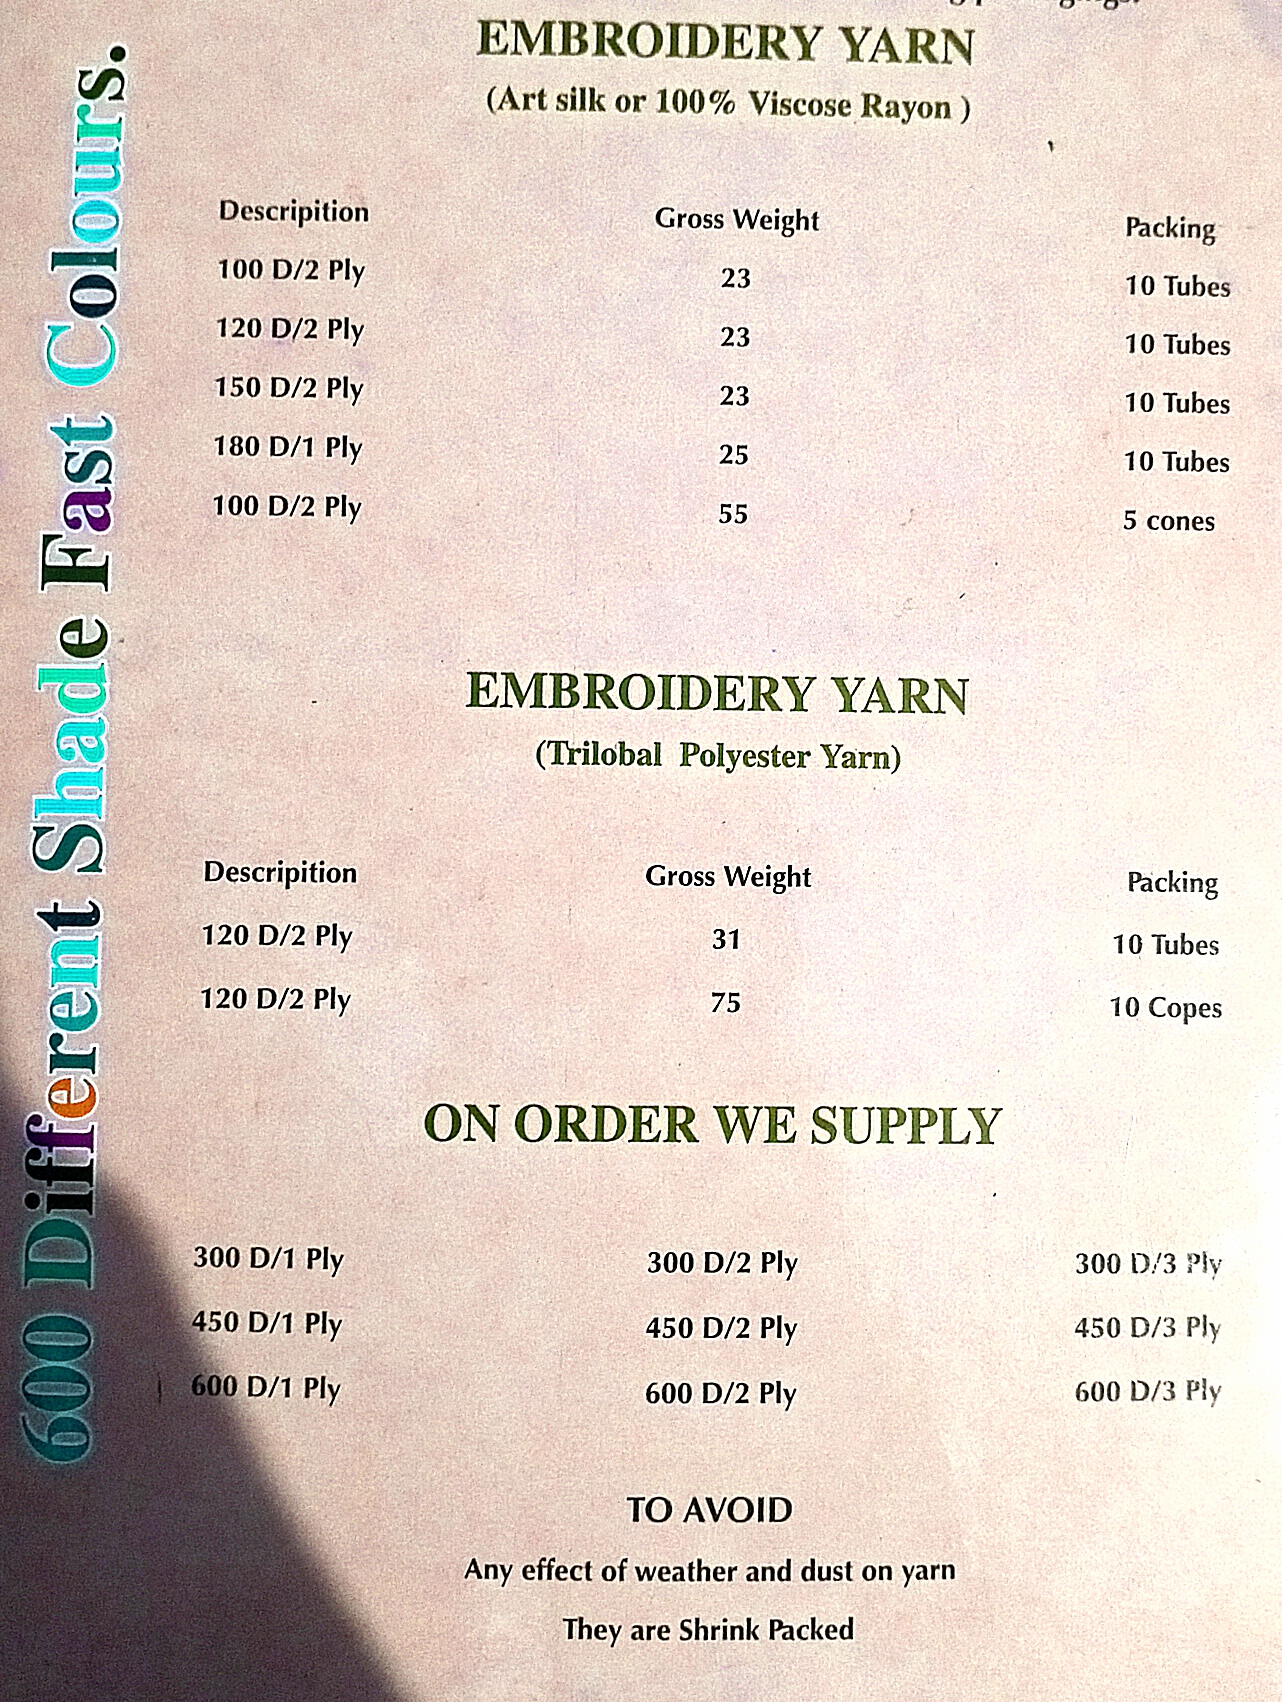 EMBROIDERY YARN
(Art silk or 100% Viscose Rayon )
Descripition Gross Weight Packing
100 D/2 Ply 23 10 Tubes
120 D/2 Ply 23 10 Tubes
150 D/2 Ply 23 10 Tubes
180 D/1 Ply 25 10 Tubes
100 D/2 Ply 55 5 cones
EMBROIDERY YARN
(Trilobal Polyester Yarn)
Descripition Gross Weight Packing
120 D/2 Ply 31 10 Tubes
120 D/2 Ply 75 10 Copes
ON ORDER WE SUPPLY
300 D/1 Ply 300 D/2 Ply 300 D/3 Ply
450 D/1 Ply 450 D/2 Ply 450 D/3 Ply
600 D/1 Ply 600 D/2 Ply 600 D/3 Ply
TO AVOID
Any effect of weather and dust on yarn
They are Shrink Packed
600 Different Shade Fast Colours.